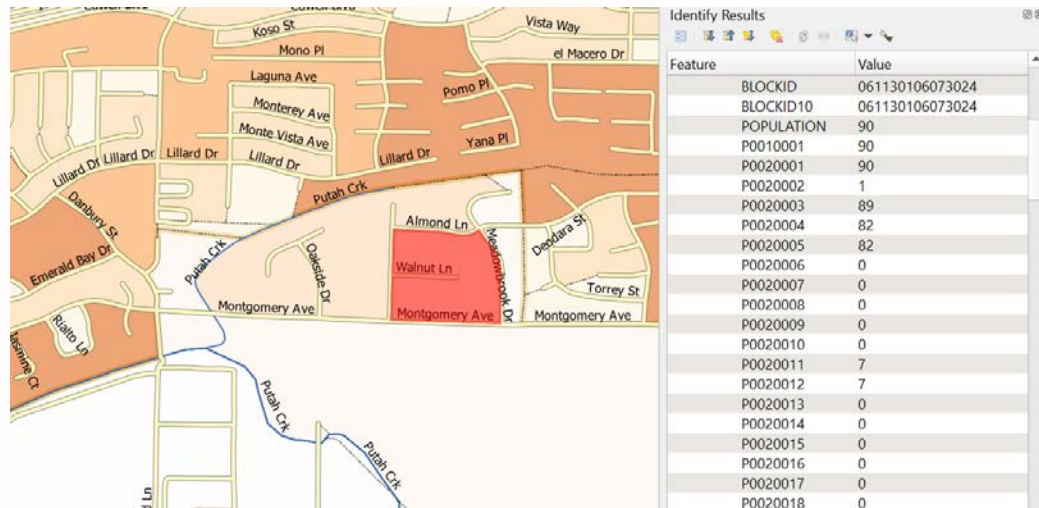 Cowell Blvd
Koso St
Vista Way
Mono Pl
el Macero Dr
Laguna Ave
Pomo Pl
Monterey Ave
Monte Vista Ave
Yana Pl
Lillard Dr
Lillard Dr
Lillard Dr
Lillard Dr
Lillard Dr
Putah Crk
Danbury St
Almond Ln
Deodara St
Putah Crk
Meadowbrook Dr
Oakside Dr
Emerald Bay Dr
Walnut Ln
Torrey St
Montgomery Ave
Montgomery Ave
Montgomery Ave
Rialto Ln
Jasmine Ct
Putah Crk
Putah Crk
Identify Results
Feature Value
BLOCKID 061130106073024
BLOCKID10 061130106073024
POPULATION 90
P0010001 90
P0020001 90
P0020002 1
P0020003 89
P0020004 82
P0020005 82
P0020006 0
P0020007 0
P0020008 0
P0020009 0
P0020010 0
P0020011 7
P0020012 7
P0020013 0
P0020014 0
P0020015 0
P0020016 0
P0020017 0
P0020018 0